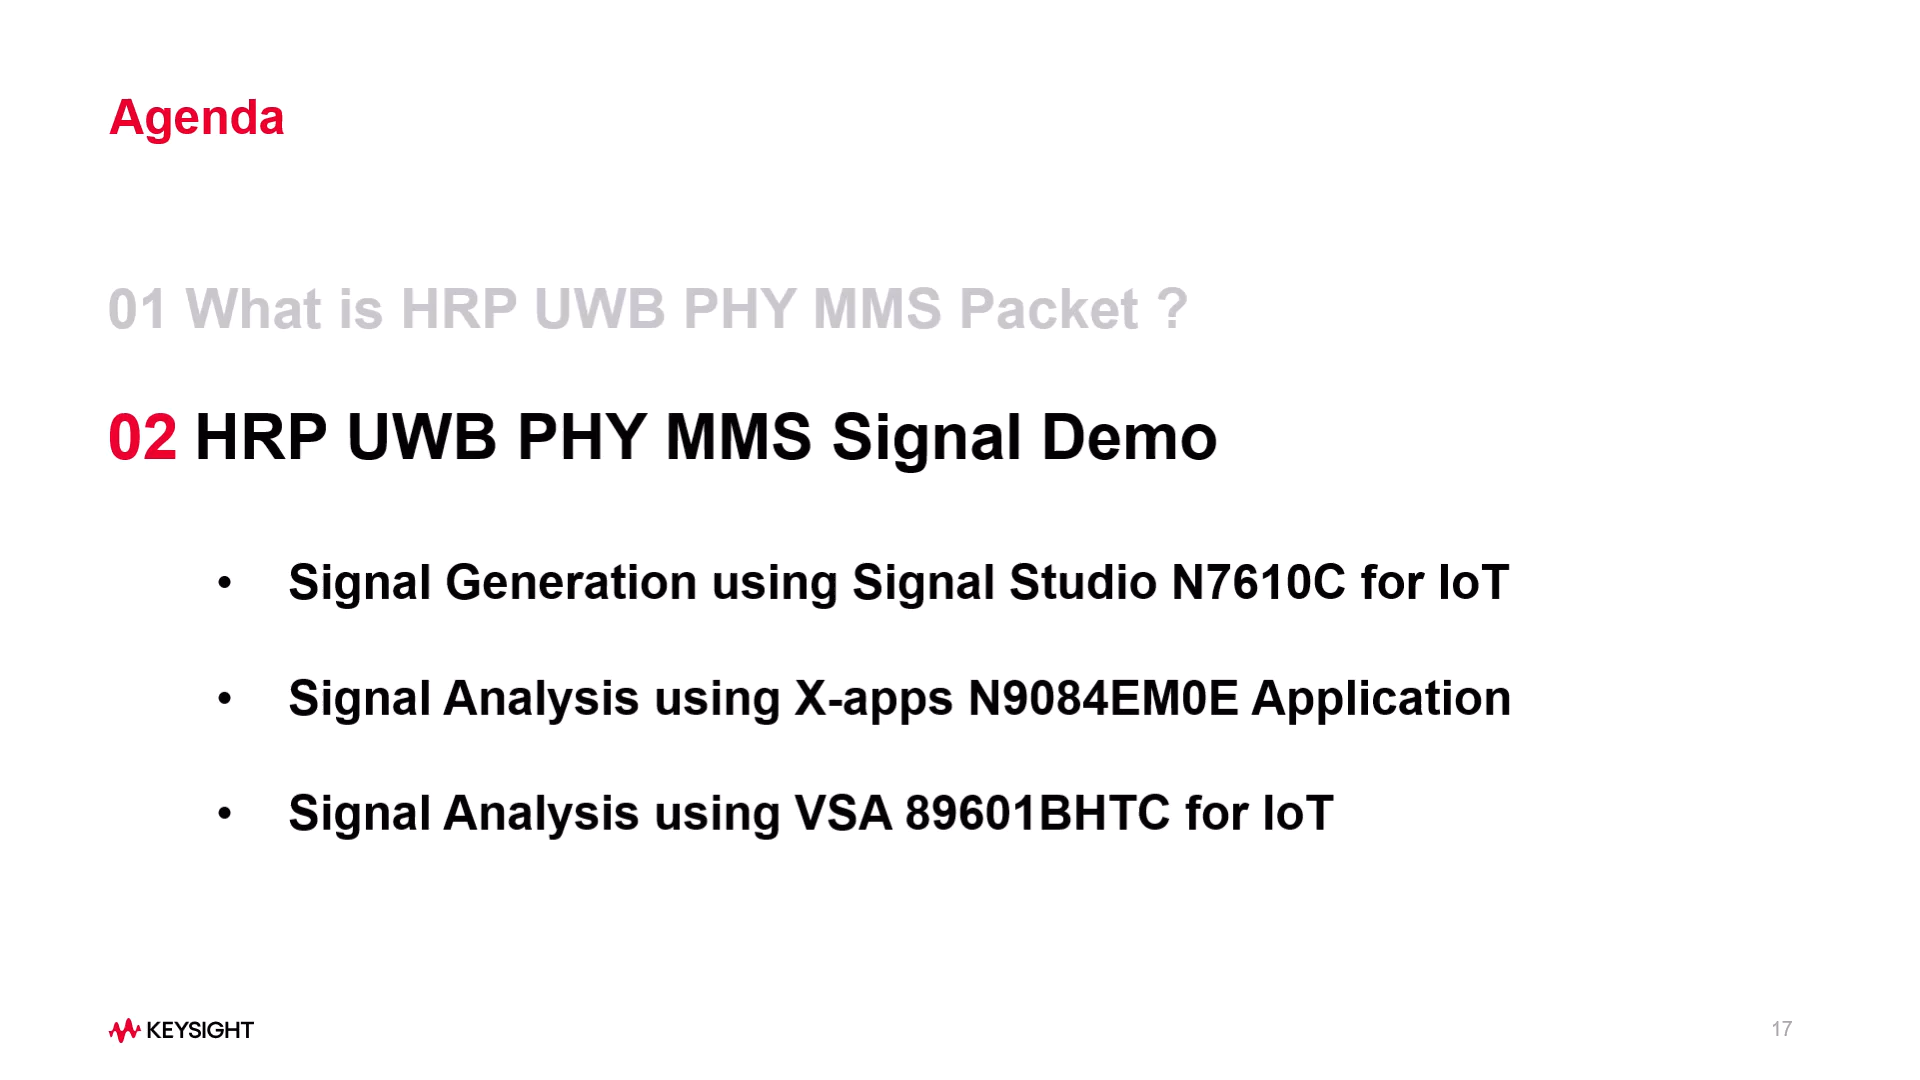 Agenda
01 What is HRP UWB PHY MMS Packet ?
02 HRP UWB PHY MMS Signal Demo
• Signal Generation using Signal Studio N7610C for IoT
• Signal Analysis using X-apps N9084EM0E Application
• Signal Analysis using VSA 89601BHTC for IoT
KEYSIGHT
17